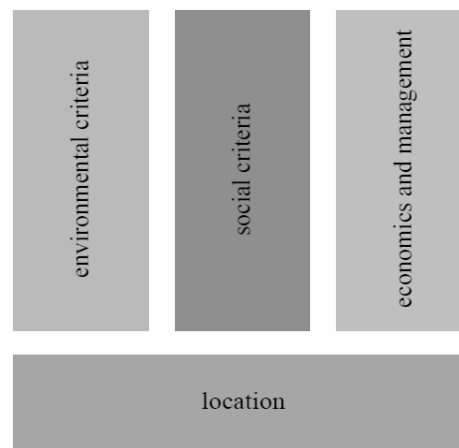 environmental criteria
social criteria
economics and management
location